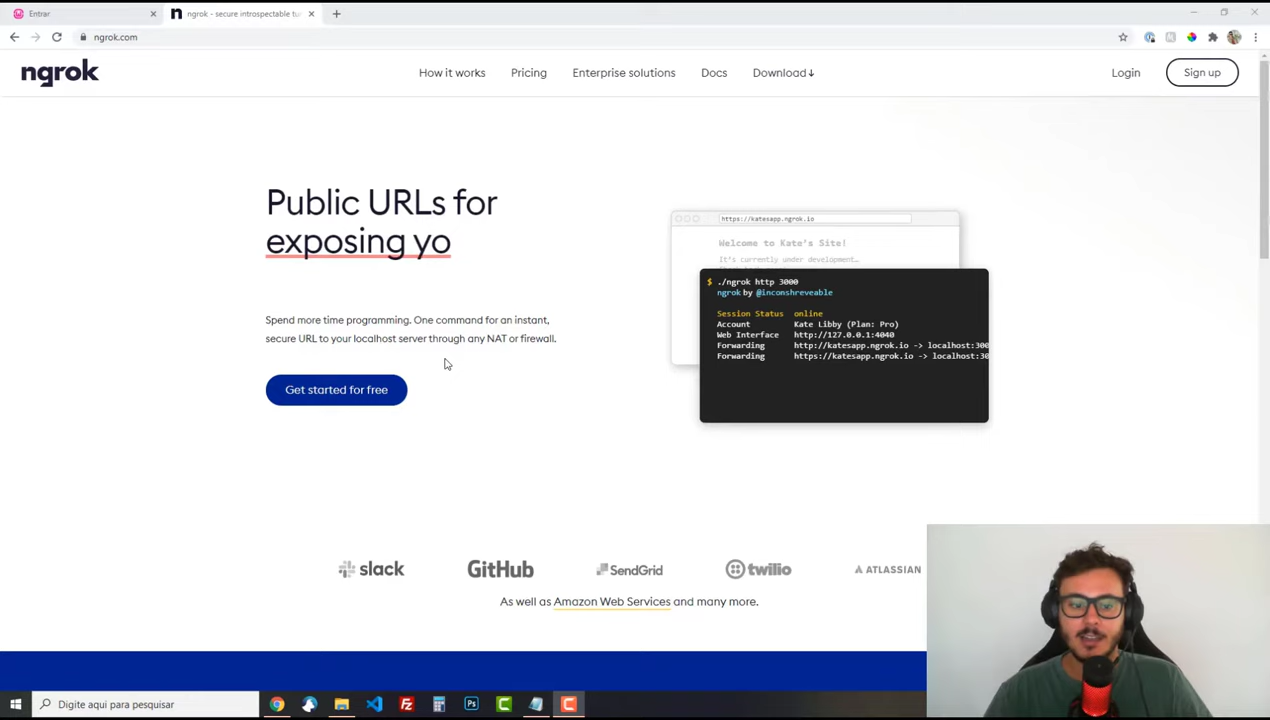 Entrar
ngrok - secure introspectable tu
ngrok.com
ngrok
How it works
Pricing
Enterprise solutions
Docs
Download
Login
Sign up
Public URLs for
exposing yo
Spend more time programming. One command for an instant,
secure URL to your localhost server through any NAT or firewall.
Get started for free
https://katesapp.ngrok.io
Welcome to Kate's Site!
It's currently under development…
$ ./ngrok http 3000
ngrok by @inconshreveable
Session Status online
Account Kate Libby (Plan: Pro)
Web Interface http://127.0.0.1:4040
Forwarding http://katesapp.ngrok.io -> localhost:300
Forwarding https://katesapp.ngrok.io -> localhost:30
slack
GitHub
SendGrid
twilio
ATLASSIAN
As well as Amazon Web Services and many more.
Digite aqui para pesquisar